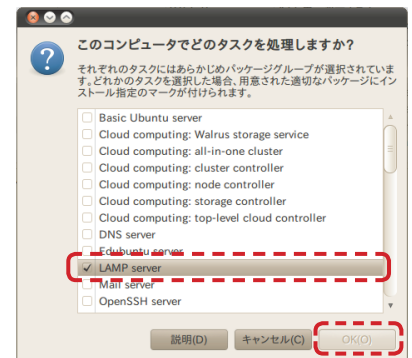 このコンピュータでどのタスクを処理しますか?
それぞれのタスクにはあらかじめパッケージグループが選択されていま
す。どれかのタスクを選択した場合、用意された適切なパッケージにイン
ストール指定のマークが付けられます。
Basic Ubuntu server
Cloud computing: Walrus storage service
Cloud computing: all-in-one cluster
Cloud computing: cluster controller
Cloud computing: node controller
Cloud computing: storage controller
Cloud computing: top-level cloud controller
DNS server
Edubuntu server
LAMP server
Mail server
OpenSSH server
説明(D) キャンセル(C) OK(O)